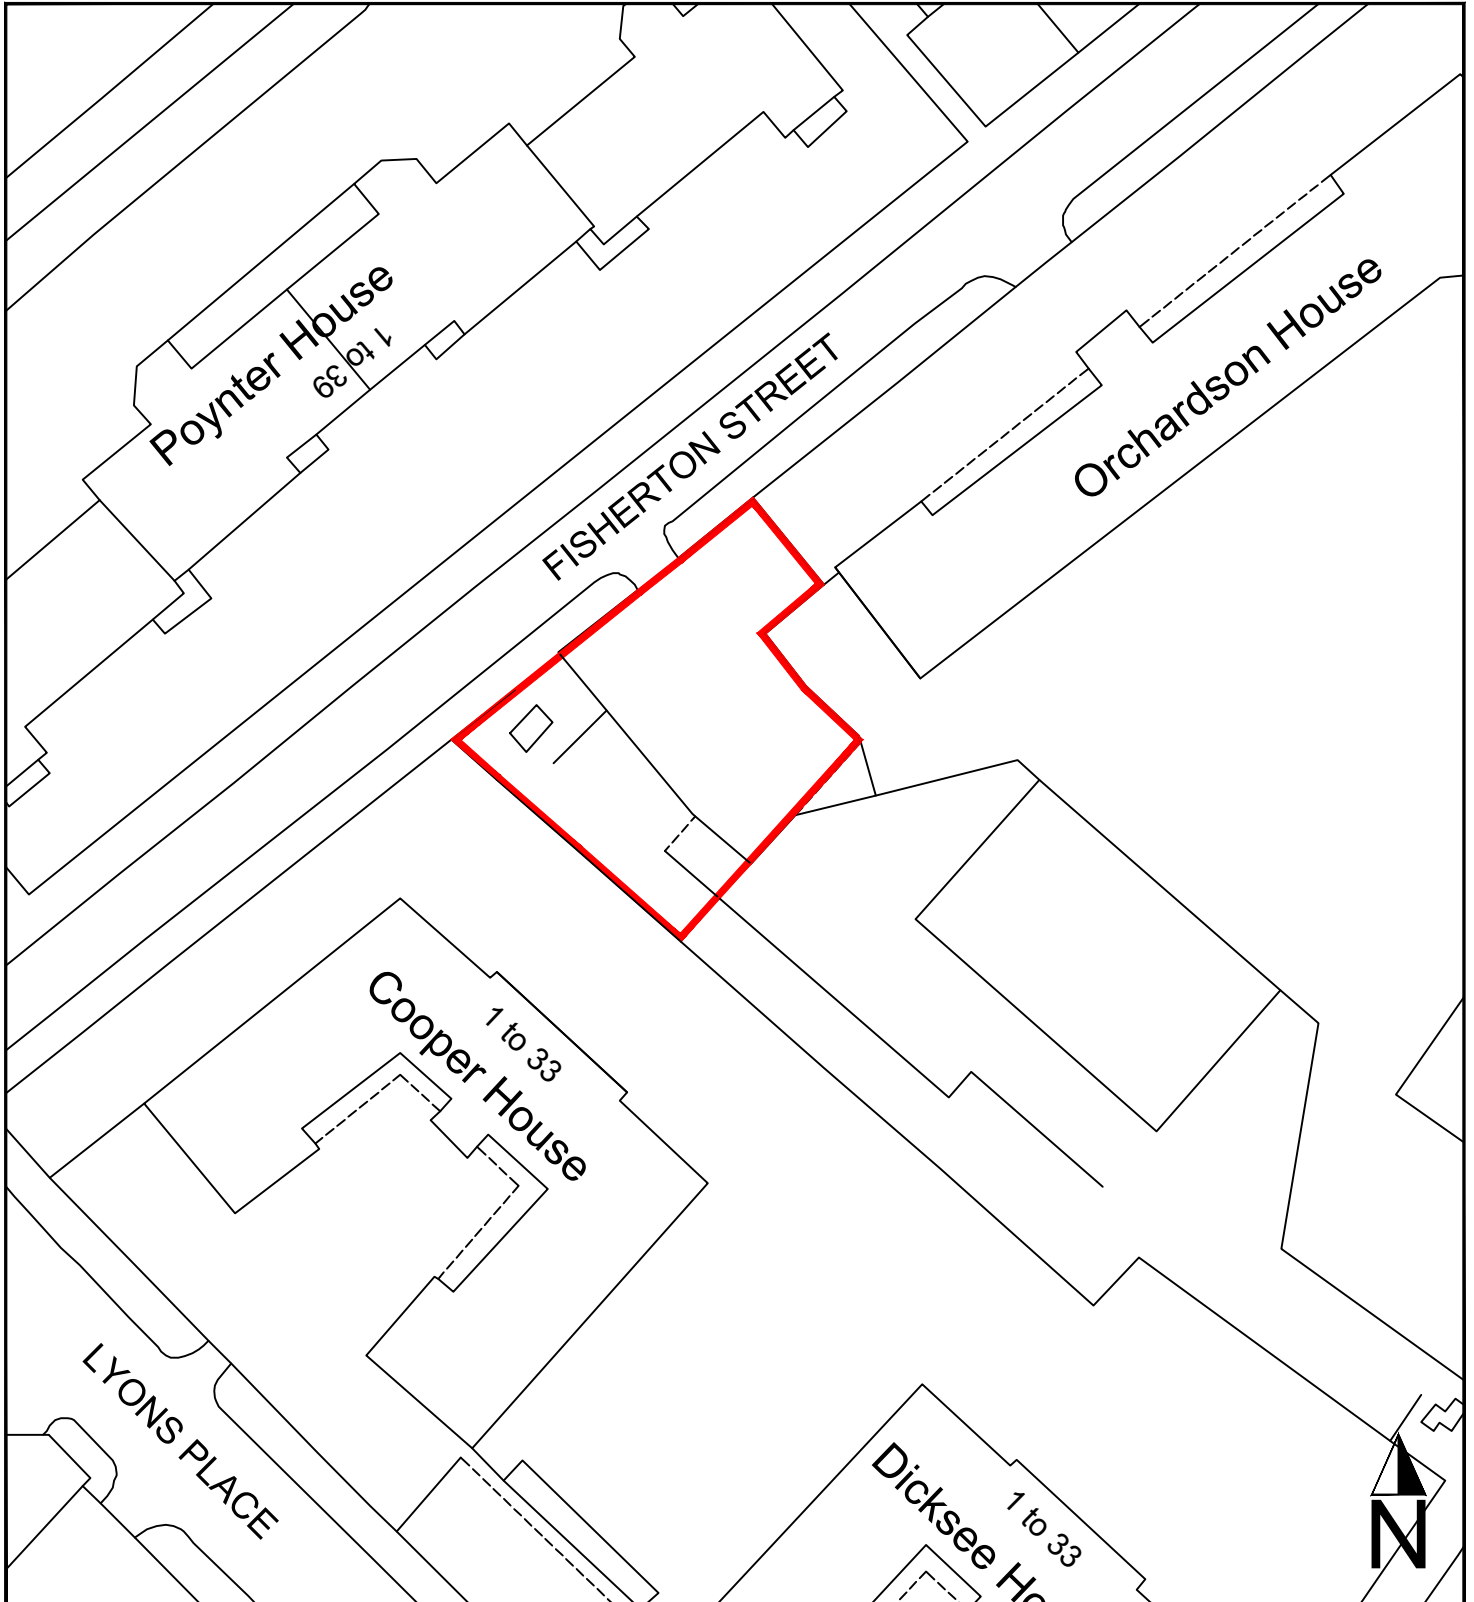 Poynter House
1 to 39
FISHERTON STREET
Orchardson House
Cooper House
1 to 33
LYONS PLACE
Dicksee Ho
1 to 33
N